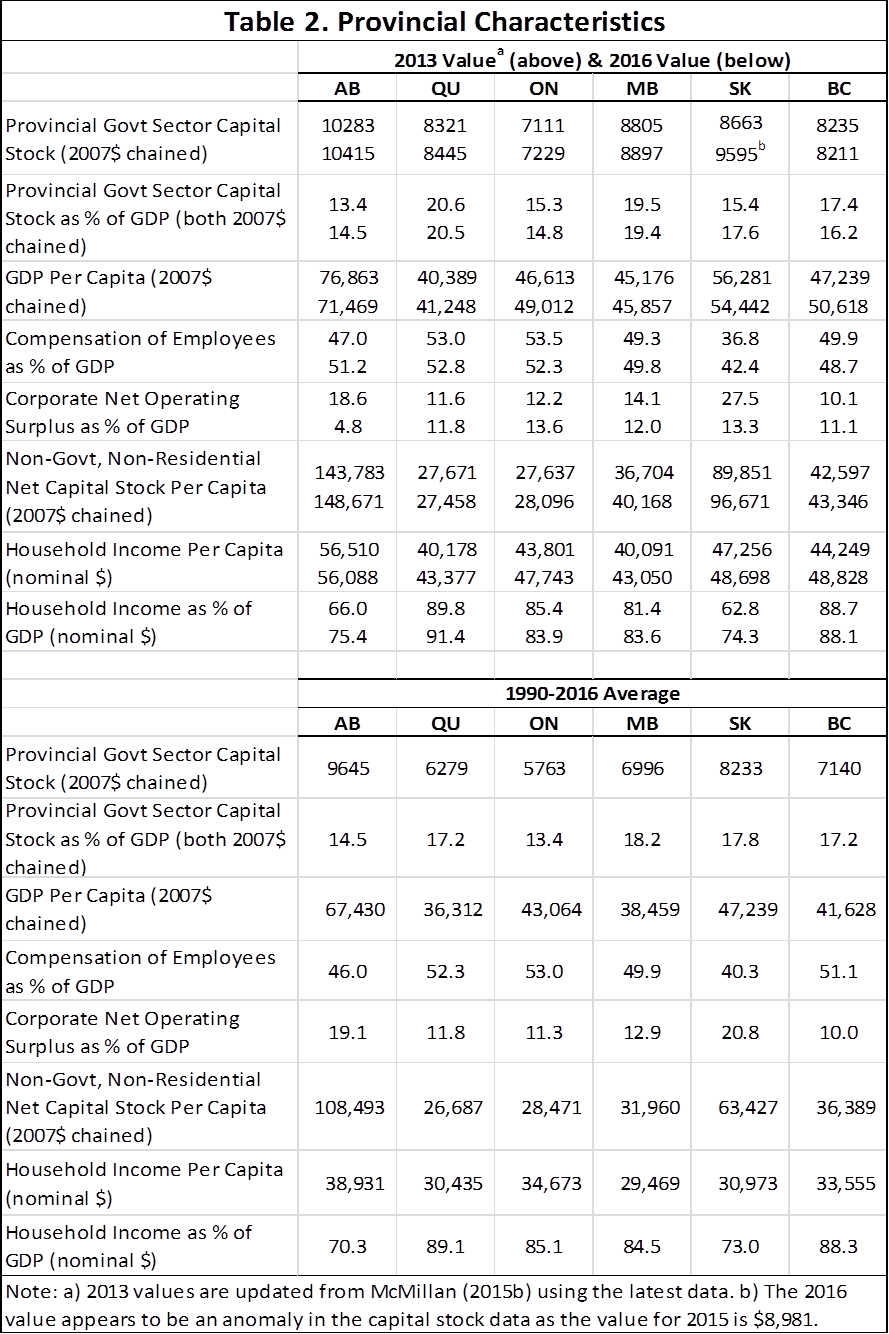 Table 2. Provincial Characteristics
2013 Valueᵃ (above) & 2016 Value (below)
AB QU ON MB SK BC
Provincial Govt Sector Capital
Stock (2007$ chained)
10283 8321 7111 8805 8663 8235
10415 8445 7229 8897 9595ᵇ 8211
Provincial Govt Sector Capital
Stock as % of GDP (both 2007$
chained)
13.4 20.6 15.3 19.5 15.4 17.4
14.5 20.5 14.8 19.4 17.6 16.2
GDP Per Capita (2007$
chained)
76,863 40,389 46,613 45,176 56,281 47,239
71,469 41,248 49,012 45,857 54,442 50,618
Compensation of Employees
as % of GDP
47.0 53.0 53.5 49.3 36.8 49.9
51.2 52.8 52.3 49.8 42.4 48.7
Corporate Net Operating
Surplus as % of GDP
18.6 11.6 12.2 14.1 27.5 10.1
4.8 11.8 13.6 12.0 13.3 11.1
Non-Govt, Non-Residential
Net Capital Stock Per Capita
(2007$ chained)
143,783 27,671 27,637 36,704 89,851 42,597
148,671 27,458 28,096 40,168 96,671 43,346
Household Income Per Capita
(nominal $)
56,510 40,178 43,801 40,091 47,256 44,249
56,088 43,377 47,743 43,050 48,698 48,828
Household Income as % of
GDP (nominal $)
66.0 89.8 85.4 81.4 62.8 88.7
75.4 91.4 83.9 83.6 74.3 88.1
1990-2016 Average
AB QU ON MB SK BC
Provincial Govt Sector Capital
Stock (2007$ chained)
9645 6279 5763 6996 8233 7140
Provincial Govt Sector Capital
Stock as % of GDP (both 2007$
chained)
14.5 17.2 13.4 18.2 17.8 17.2
GDP Per Capita (2007$
chained)
67,430 36,312 43,064 38,459 47,239 41,628
Compensation of Employees
as % of GDP
46.0 52.3 53.0 49.9 40.3 51.1
Corporate Net Operating
Surplus as % of GDP
19.1 11.8 11.3 12.9 20.8 10.0
Non-Govt, Non-Residential
Net Capital Stock Per Capita
(2007$ chained)
108,493 26,687 28,471 31,960 63,427 36,389
Household Income Per Capita
(nominal $)
38,931 30,435 34,673 29,469 30,973 33,555
Household Income as % of
GDP (nominal $)
70.3 89.1 85.1 84.5 73.0 88.3
Note: a) 2013 values are updated from McMillan (2015b) using the latest data. b) The 2016
value appears to be an anomaly in the capital stock data as the value for 2015 is $8,981.